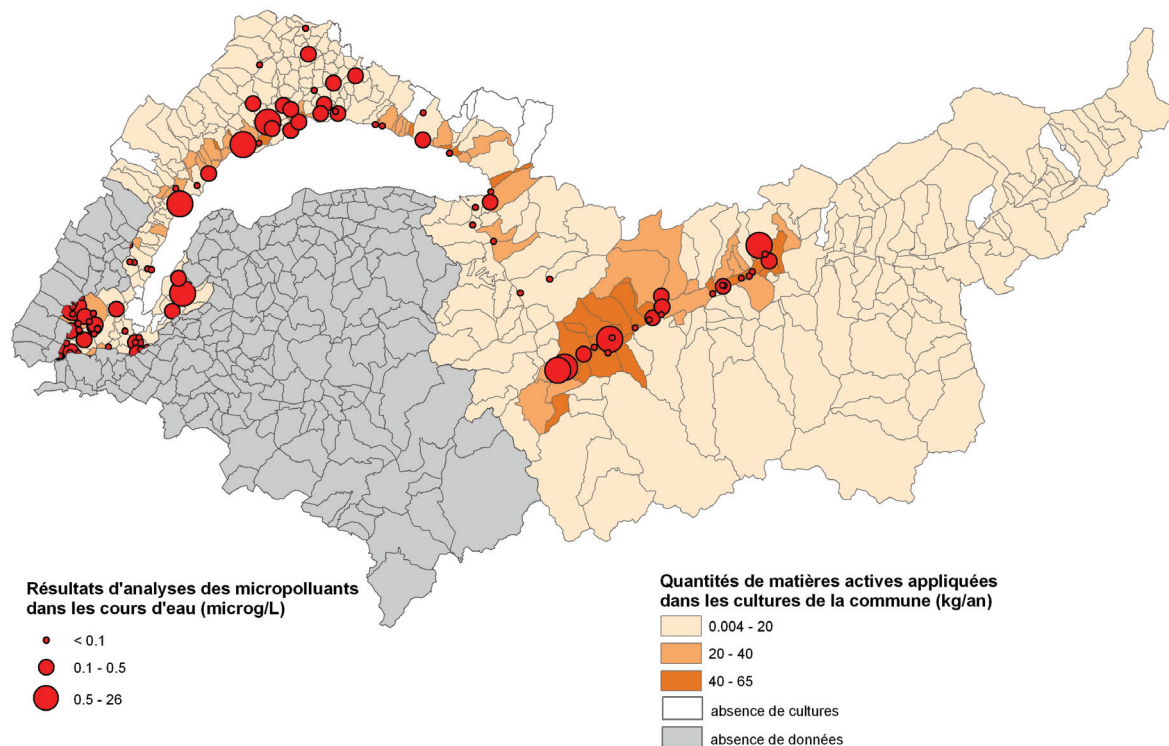 Résultats d'analyses des micropolluants
dans les cours d'eau (microg/L)
< 0.1
0.1 - 0.5
0.5 - 26
Quantités de matières actives appliquées
dans les cultures de la commune (kg/an)
0.004 - 20
20 - 40
40 - 65
absence de cultures
absence de données